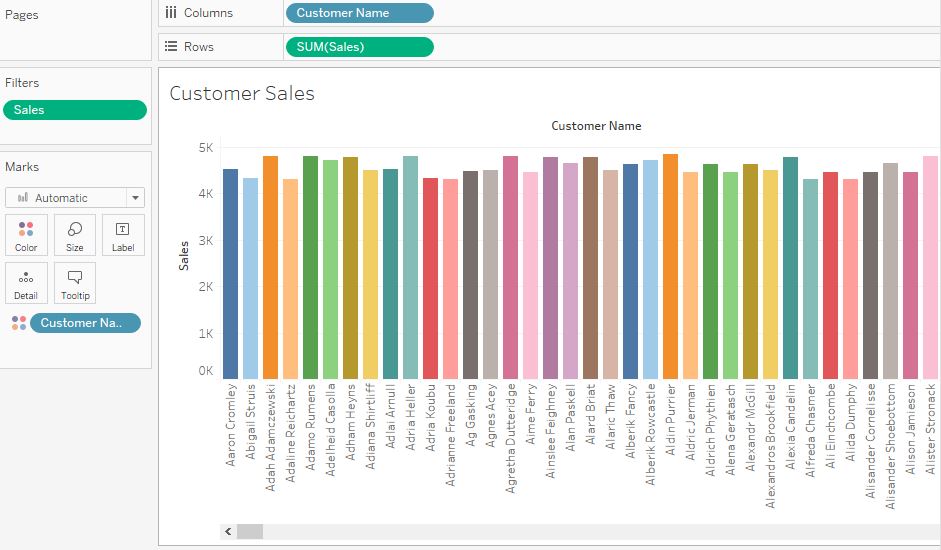 Pages
Columns
Customer Name
Rows
SUM(Sales)
Filters
Sales
Marks
Automatic
Color
Size
Label
Detail
Tooltip
Customer Na..
Customer Sales
Customer Name
Sales
5K
4K
3K
2K
1K
0K
Aaron Cromley
Abigail Struis
Adah Adamczewski
Adaline Reichartz
Adamo Rumens
Adelheid Casolla
Adham Heyns
Adiana Shirtliff
Adlai Arnull
Adria Heller
Adria Koubu
Adrianne Freeland
Ag Gasking
Agnes Acey
Agretha Dutteridge
Aime Ferry
Ainslee Feighney
Alan Paskell
Alard Briat
Alaric Thaw
Alberik Fancy
Alberik Rowcastle
Aldin Purrier
Aldric Jerman
Aldrich Phythien
Alena Geratasch
Alexandr McGill
Alexandros Brookfield
Alexia Candelin
Alfreda Chasmer
Ali Eindhcombe
Alida Dumphy
Alisander Cornelisse
Alisander Shoebottom
Alison Jamieson
Alister Stronack